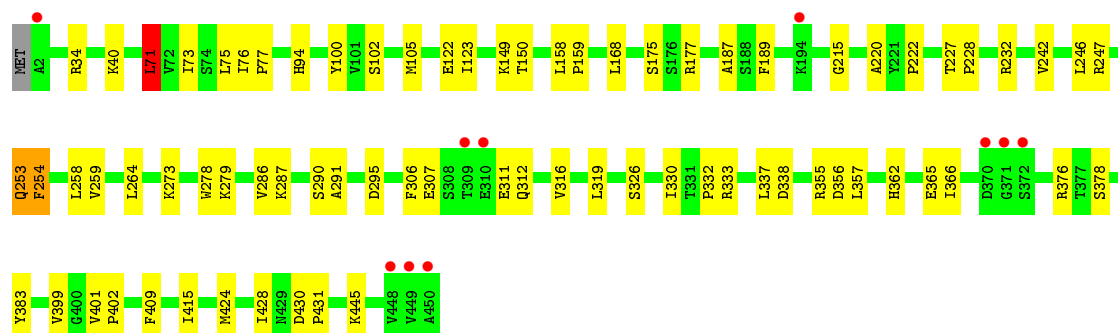 MET A2 R34 K40 L71 V72 I73 S74 L75 I76 P77 H94 Y100 V101 S102 M105 E122 I123 K149 T150 L158 P159 L168 S175 S176 R177 A187 S188 F189 K194 G215 A220 Y221 P222 T227 P228 R232 V242 L246 R247
Q253 F254 L258 V259 L264 K273 W278 K279 V286 K287 S290 A291 D295 F306 E307 S308 T309 E310 E311 Q312 V316 L319 S326 I330 T331 P332 R333 L337 D338 R355 D356 L357 H362 E365 I366 D370 G371 S372 R376 T377 S378
Y383 V399 G400 V401 P402 F409 I415 M424 I428 N429 D430 P431 K445 V448 V449 A450